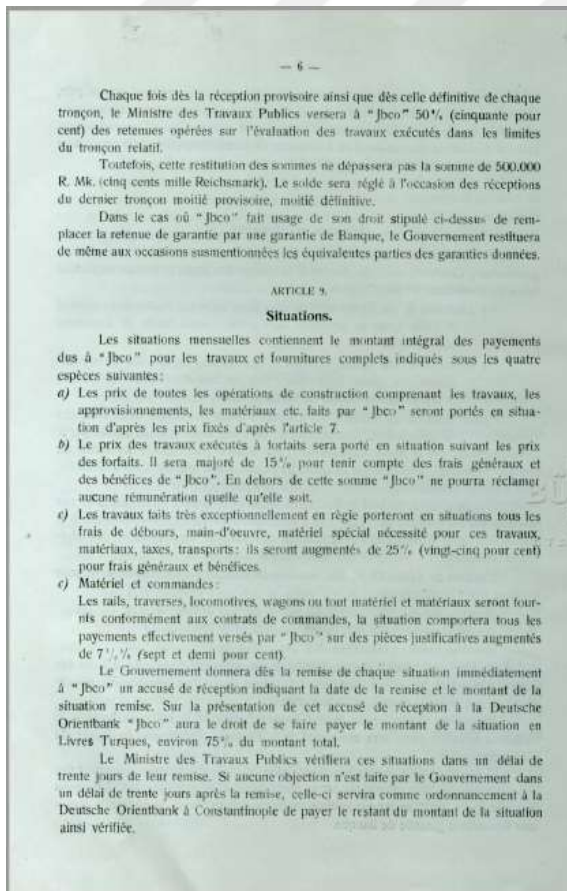 — 6 —
Chaque fois dès la réception provisoire ainsi que dès celle définitive de chaque
tronçon, le Ministre des Travaux Publics versera à "Jbco" 50% (cinquante pour
cent) des retenues opérées sur l'évaluation des travaux exécutés dans les limites
du tronçon relatif.
Toutefois, cette restitution des sommes ne dépassera pas la somme de 500.000
R. Mk. (cinq cents mille Reichsmark). Le solde sera réglé à l'occasion des réceptions
du dernier tronçon moitié provisoire, moitié définitive.
Dans le cas où "Jbco" fait usage de son droit stipulé ci-dessus de rem-
placer la retenue de garantie par une garantie de Banque, le Gouvernement restituera
de même aux occasions susmentionnées les équivalentes parties des garanties données.
ARTICLE 9.
Situations.
Les situations mensuelles contiennent le montant intégral des payements
dus à "Jbco" pour les travaux et fournitures complets indiqués sous les quatre
espèces suivantes:
a) Les prix de toutes les opérations de construction comprenant les travaux, les
approvisionnements, les matériaux etc. faits par "Jbco" seront portés en situa-
tion d'après les prix fixés d'après l'article 7.
b) Le prix des travaux exécutés à forfaits sera porté en situation suivant les prix
des forfaits. Il sera majoré de 15% pour tenir compte des frais généraux et
des bénéfices de "Jbco". En dehors de cette somme "Jbco" ne pourra réclamer
aucune rémunération quelle qu'elle soit.
c) Les travaux faits très exceptionnellement en régie porteront en situations tous les
frais de débours, main-d'oeuvre, matériel spécial nécessité pour ces travaux,
matériaux, taxes, transports: ils seront augmentés de 25% (vingt-cinq pour cent)
pour frais généraux et bénéfices.
c) Matériel et commandes:
Les rails, traverses, locomotives, wagons ou tout matériel et matériaux seront four-
nis conformément aux contrats de commandes, la situation comportera tous les
payements effectivement versés par "Jbco" sur des pièces justificatives augmentés
de 7½% (sept et demi pour cent).
Le Gouvernement donnera dès la remise de chaque situation immédiatement
à "Jbco" un accusé de réception indiquant la date de la remise et le montant de la
situation remise. Sur la présentation de cet accusé de réception à la Deutsche
Orientbank "Jbco" aura le droit de se faire payer le montant de la situation en
Livres Turques, environ 75% du montant total.
Le Ministre des Travaux Publics vérifiera ces situations dans un délai de
trente jours de leur remise. Si aucune objection n'est faite par le Gouvernement dans
un délai de trente jours après la remise, celle-ci servira comme ordonnancement à la
Deutsche Orientbank à Constantinople de payer le restant du montant de la situation
ainsi vérifiée.